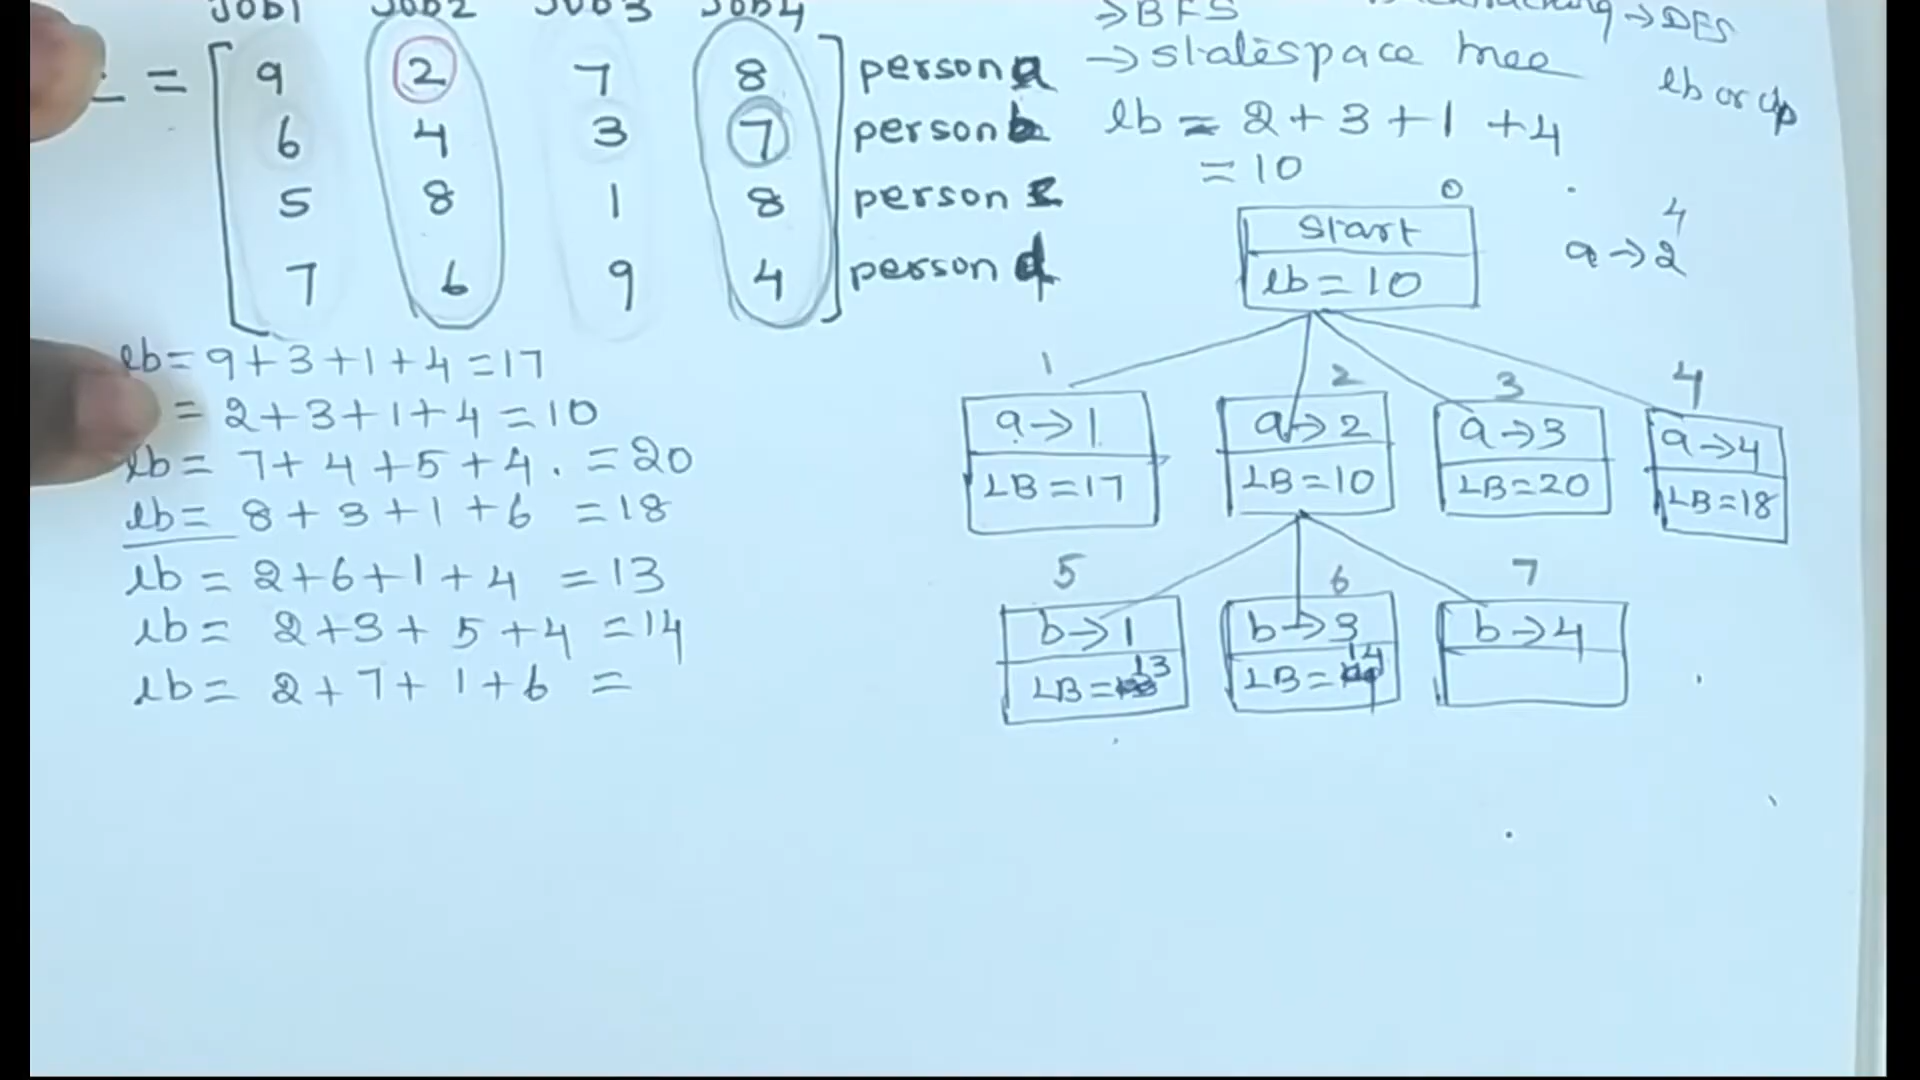 JOB1 JOB2 JOB3 JOB4
= 9 2 7 8 person a
6 4 3 7 person b
5 8 1 8 person c
7 6 9 4 person d
lb = 9+3+1+4 = 17
= 2+3+1+4 = 10
lb = 7+4+5+4. = 20
lb = 8+3+1+6 = 18
lb = 2+6+1+4 = 13
lb = 2+3+5+4 = 14
lb = 2+7+1+6 =
→BFS
→DFS
→statespace tree
lb or up
lb = 2+3+1+4
= 10
0
start
lb = 10
4
a→2
1 2 3 4
a→1 a→2 a→3 a→4
LB=17 LB=10 LB=20 LB=18
5 6 7
b→1 b→3 b→4
LB=13 LB=14